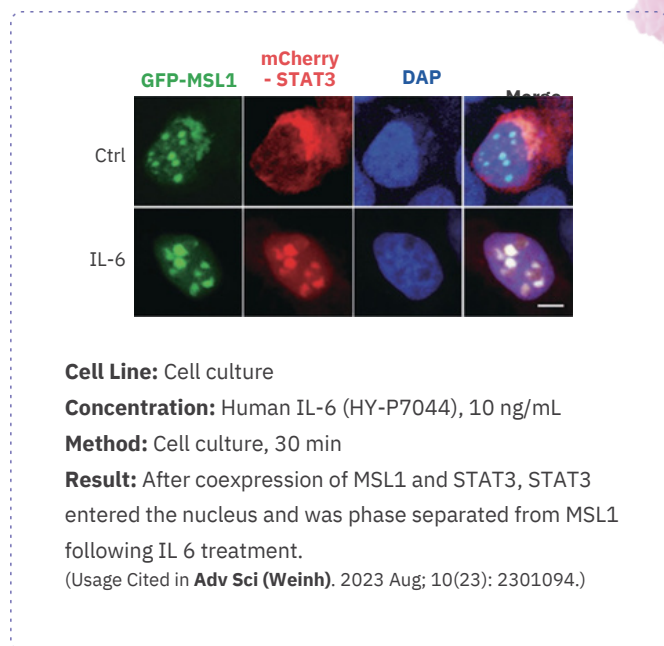 mCherry
GFP-MSL1 - STAT3 DAP
Ctrl
IL-6
Cell Line: Cell culture
Concentration: Human IL-6 (HY-P7044), 10 ng/mL
Method: Cell culture, 30 min
Result: After coexpression of MSL1 and STAT3, STAT3
entered the nucleus and was phase separated from MSL1
following IL 6 treatment.
(Usage Cited in Adv Sci (Weinh). 2023 Aug; 10(23): 2301094.)